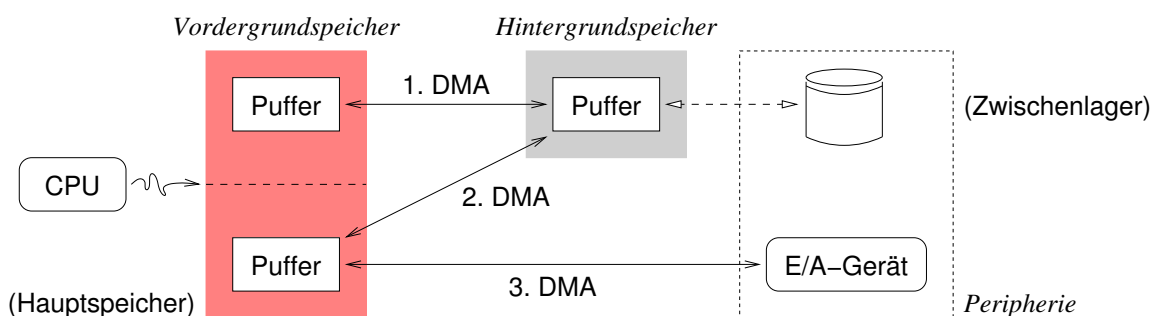 Vordergrundspeicher
Hintergrundspeicher
Puffer
1. DMA
Puffer
(Zwischenlager)
CPU
2. DMA
Puffer
E/A−Gerät
3. DMA
(Hauptspeicher)
Peripherie